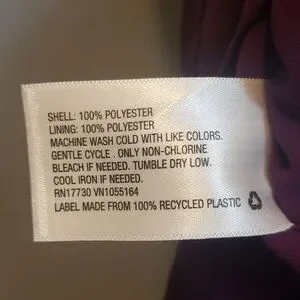 SHELL: 100% POLYESTER
LINING: 100% POLYESTER
MACHINE WASH COLD WITH LIKE COLORS.
GENTLE CYCLE . ONLY NON-CHLORINE
BLEACH IF NEEDED. TUMBLE DRY LOW.
COOL IRON IF NEEDED.
RN17730 VN1055164
LABEL MADE FROM 100% RECYCLED PLASTIC